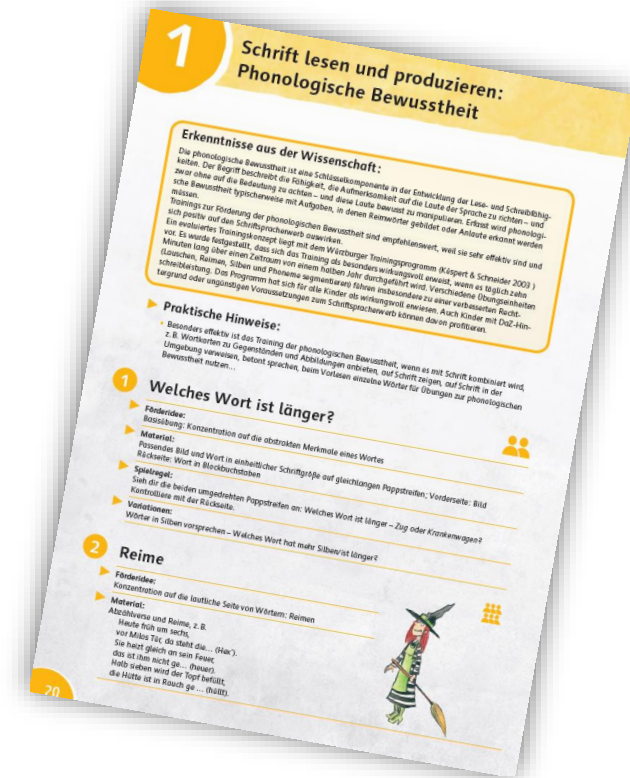 1
Schrift lesen und produzieren:
Phonologische Bewusstheit
Erkenntnisse aus der Wissenschaft:
Die phonologische Bewusstheit ist eine Schlüsselkomponente in der Entwicklung der Lese- und Schreibfähig-
keiten. Der Begriff beschreibt die Fähigkeit, die Aufmerksamkeit auf die Laute der Sprache zu richten – und
zwar ohne auf die Bedeutung zu achten – und diese Laute bewusst zu manipulieren. Erfasst wird phonologi-
sche Bewusstheit typischerweise mit Aufgaben, in denen Reimwörter gebildet oder Anlaute erkannt werden
müssen.
Trainings zur Förderung der phonologischen Bewusstheit sind empfehlenswert, weil sie sehr effektiv sind und
sich positiv auf den Schriftspracherwerb auswirken.
Ein evaluiertes Trainingskonzept liegt mit dem Würzburger Trainingsprogramm (Küspert & Schneider 2003 )
vor. Es wurde festgestellt, dass sich das Training als besonders wirkungsvoll erweist, wenn es täglich zehn
Minuten lang über einen Zeitraum von einem halben Jahr durchgeführt wird. Verschiedene Übungseinheiten
(Lauschen, Reimen, Silben und Phoneme segmentieren) führen insbesondere zu einer verbesserten Recht-
schreibleistung. Das Programm hat sich für alle Kinder als wirkungsvoll erwiesen. Auch Kinder mit DaZ-Hin-
tergrund oder ungünstigen Voraussetzungen zum Schriftspracherwerb können davon profitieren.
Praktische Hinweise:
• Besonders effektiv ist das Training der phonologischen Bewusstheit, wenn es mit Schrift kombiniert wird,
z. B. Wortkarten zu Gegenständen und Abbildungen anbieten, auf Schrift zeigen, auf Schrift in der
Umgebung verweisen, betont sprechen, beim Vorlesen einzelne Wörter für Übungen zur phonologischen
Bewusstheit nutzen…
1 Welches Wort ist länger?
Förderidee:
Basisübung: Konzentration auf die abstrakten Merkmale eines Wortes
Material:
Passendes Bild und Wort in einheitlicher Schriftgröße auf gleichlangen Pappstreifen; Vorderseite: Bild
Rückseite: Wort in Blockbuchstaben
Spielregel:
Sieh dir die beiden umgedrehten Pappstreifen an: Welches Wort ist länger – Zug oder Krankenwagen?
Kontrolliere mit der Rückseite.
Variationen:
Wörter in Silben vorsprechen – Welches Wort hat mehr Silben/ist länger?
2 Reime
Förderidee:
Konzentration auf die lautliche Seite von Wörtern: Reimen
Material:
Abzählverse und Reime, z. B.
Heute früh um sechs,
vor Milos Tür, da steht die… (Hex').
Sie heizt gleich an sein Feuer,
das ist ihm nicht ge… (heuer).
Halb sieben wird der Topf befüllt,
die Hütte ist in Rauch ge … (hüllt).
20